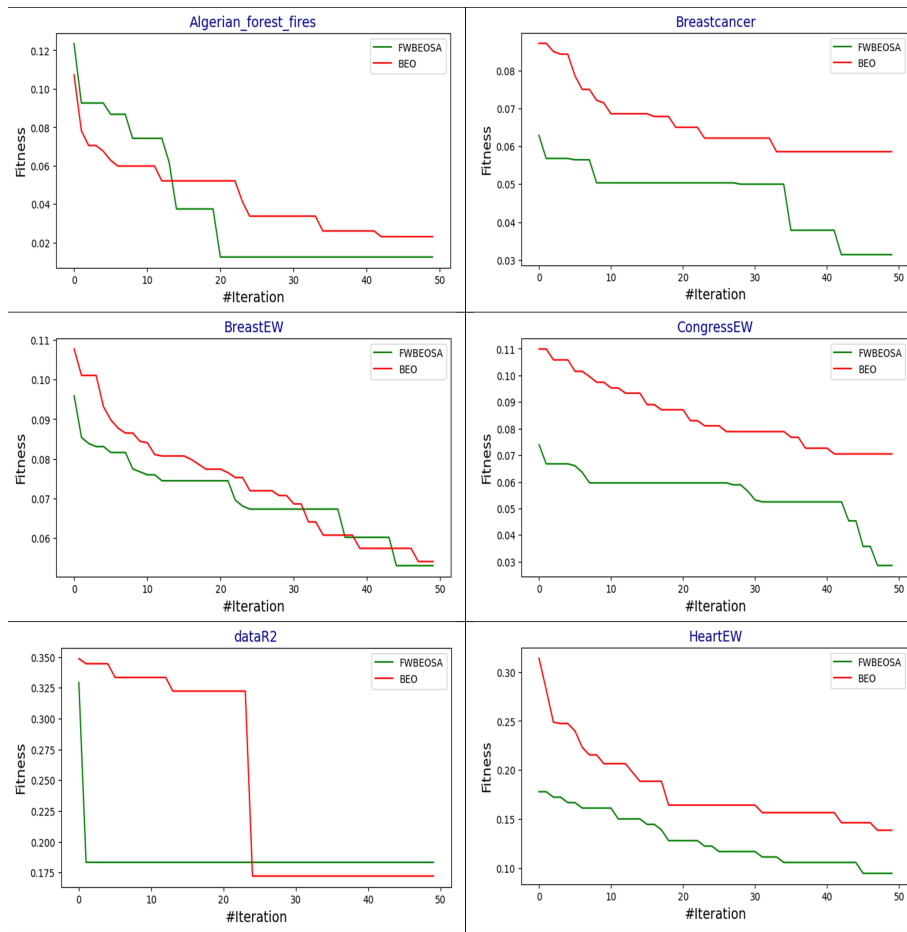 Algerian_forest_fires
FWBEOSA
BEO
0.12
0.10
0.08
0.06
0.04
0.02
Fitness
0 10 20 30 40 50
#Iteration
Breastcancer
FWBEOSA
BEO
0.08
0.07
0.06
0.05
0.04
0.03
Fitness
0 10 20 30 40 50
#Iteration
BreastEW
FWBEOSA
BEO
0.11
0.10
0.09
0.08
0.07
0.06
Fitness
0 10 20 30 40 50
#Iteration
CongressEW
FWBEOSA
BEO
0.11
0.10
0.09
0.08
0.07
0.06
0.05
0.04
0.03
Fitness
0 10 20 30 40 50
#Iteration
dataR2
FWBEOSA
BEO
0.350
0.325
0.300
0.275
0.250
0.225
0.200
0.175
Fitness
0 10 20 30 40 50
#Iteration
HeartEW
FWBEOSA
BEO
0.30
0.25
0.20
0.15
0.10
Fitness
0 10 20 30 40 50
#Iteration